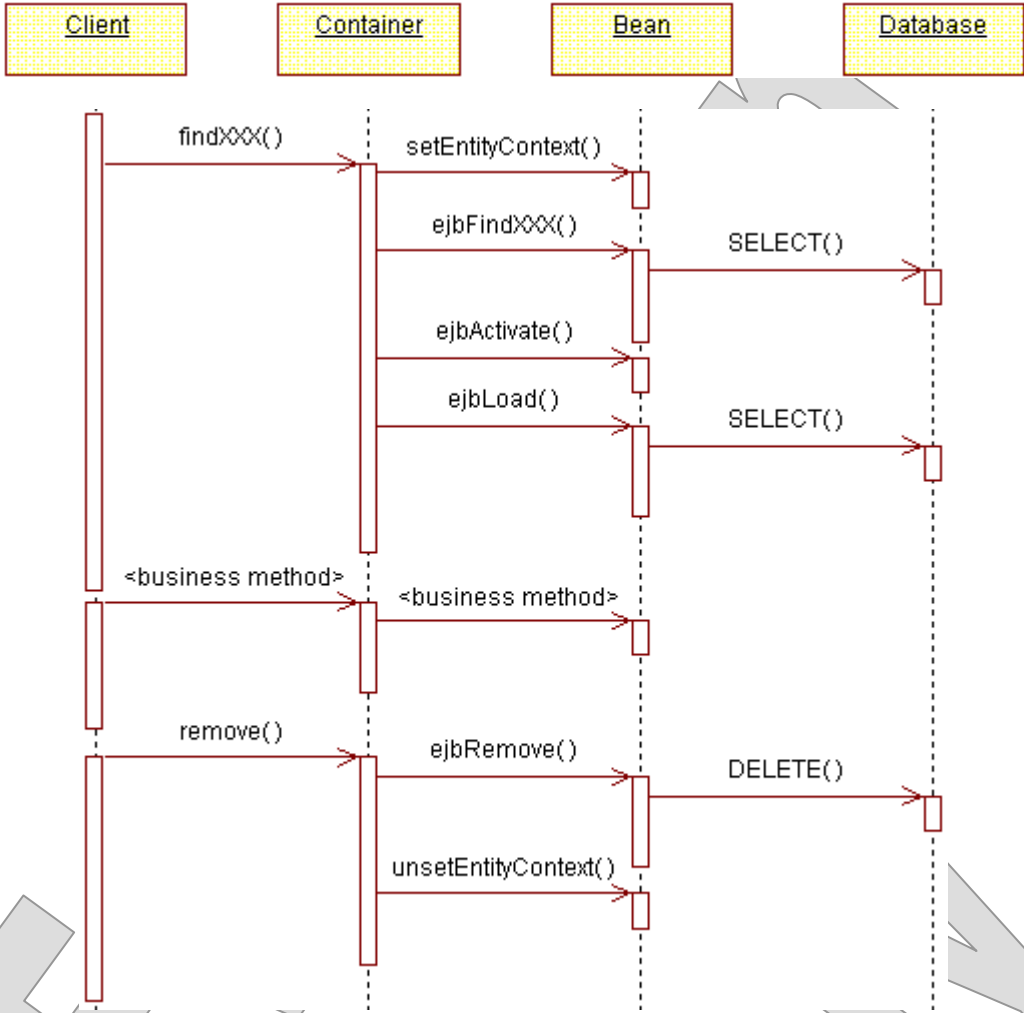 Client Container Bean Database
findXXX()
setEntityContext()
ejbFindXXX()
SELECT()
ejbActivate()
ejbLoad()
SELECT()
<business method>
<business method>
remove()
ejbRemove()
DELETE()
unsetEntityContext()